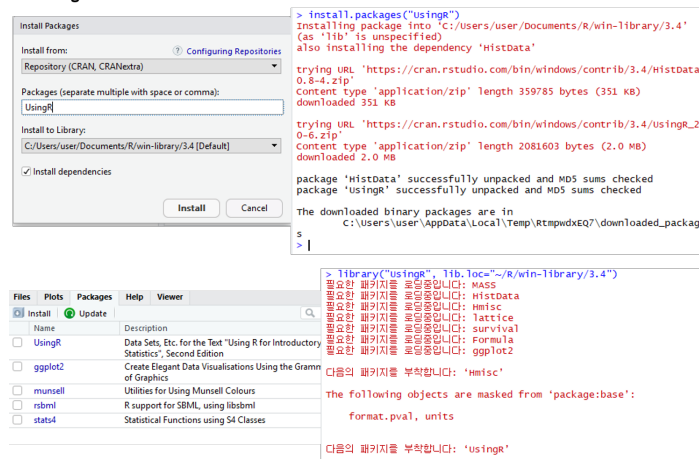 Install Packages
Install from:
? Configuring Repositories
Repository (CRAN, CRANextra)
Packages (separate multiple with space or comma):
UsingR
Install to Library:
C:/Users/user/Documents/R/win-library/3.4 [Default]
Install dependencies
Install
Cancel
> install.packages("UsingR")
Installing package into ‘C:/Users/user/Documents/R/win-library/3.4’
(as ‘lib’ is unspecified)
also installing the dependency ‘HistData’
trying URL 'https://cran.rstudio.com/bin/windows/contrib/3.4/HistData
0.8-4.zip'
Content type 'application/zip' length 359785 bytes (351 KB)
downloaded 351 KB
trying URL 'https://cran.rstudio.com/bin/windows/contrib/3.4/UsingR_2
0-6.zip'
Content type 'application/zip' length 2081603 bytes (2.0 MB)
downloaded 2.0 MB
package ‘HistData’ successfully unpacked and MD5 sums checked
package ‘UsingR’ successfully unpacked and MD5 sums checked
The downloaded binary packages are in
C:\Users\user\AppData\Local\Temp\RtmpwdxEQ7\downloaded_packag
s
>
Files Plots Packages Help Viewer
Install Update
Name Description
UsingR Data Sets, Etc. for the Text "Using R for Introductory
Statistics", Second Edition
ggplot2 Create Elegant Data Visualisations Using the Gramm
of Graphics
munsell Utilities for Using Munsell Colours
rsbml R support for SBML, using libsbml
stats4 Statistical Functions using S4 Classes
> library("UsingR", lib.loc="~/R/win-library/3.4")
필요한 패키지를 로딩중입니다: MASS
필요한 패키지를 로딩중입니다: HistData
필요한 패키지를 로딩중입니다: Hmisc
필요한 패키지를 로딩중입니다: lattice
필요한 패키지를 로딩중입니다: survival
필요한 패키지를 로딩중입니다: Formula
필요한 패키지를 로딩중입니다: ggplot2
다음의 패키지를 부착합니다: ‘Hmisc’
The following objects are masked from ‘package:base’:
format.pval, units
다음의 패키지를 부착합니다: ‘UsingR’